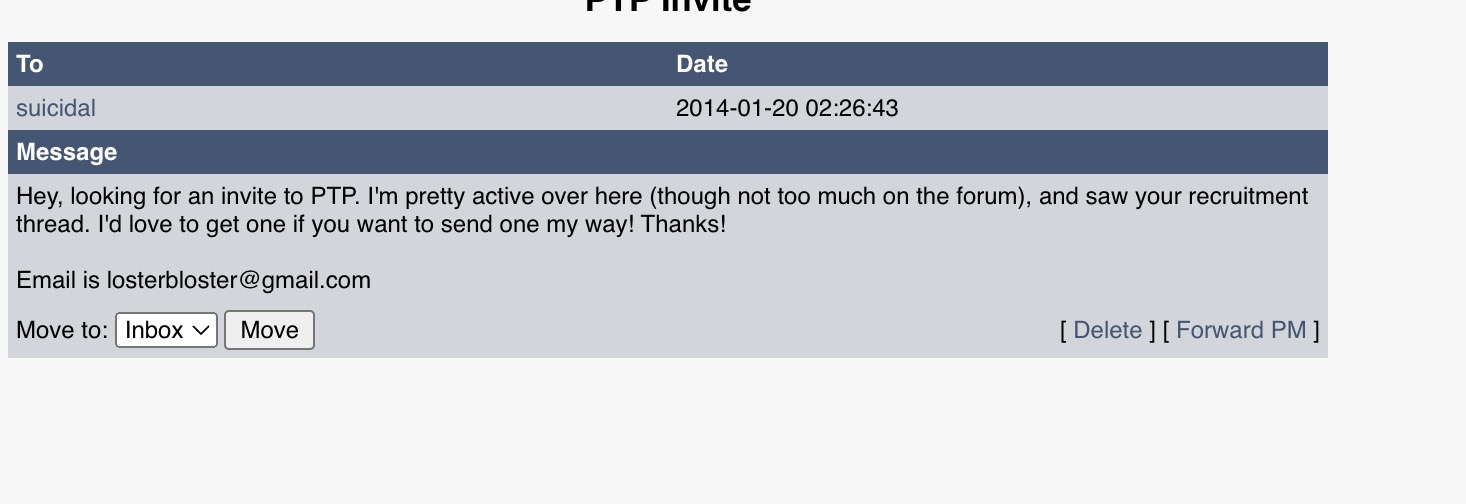 PTP Invite
To Date
suicidal 2014-01-20 02:26:43
Message
Hey, looking for an invite to PTP. I'm pretty active over here (though not too much on the forum), and saw your recruitment
thread. I'd love to get one if you want to send one my way! Thanks!
Email is losterbloster@gmail.com
Move to: Inbox Move [ Delete ] [ Forward PM ]